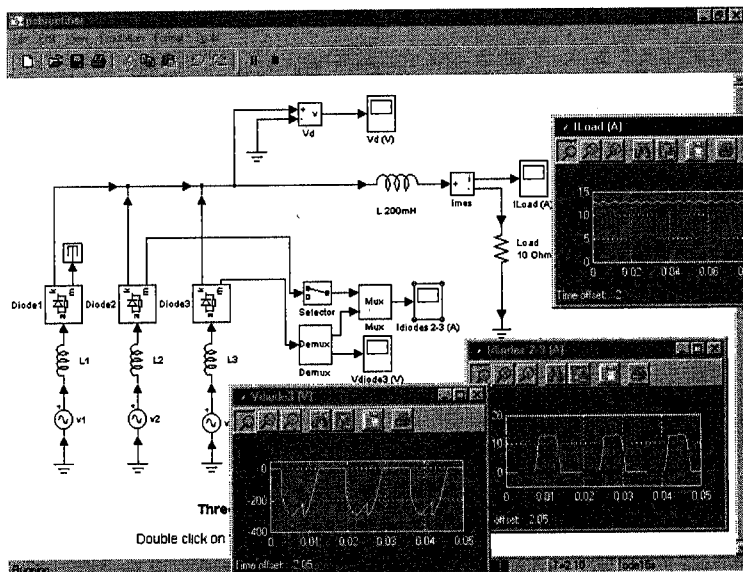 Vd
Vd (V)
L 200mH
Imes
ILoad (A)
Load
10 Ohm
Diode1
Diode2
Diode3
Selector
Mux
Mux
Idiodes 2-3 (A)
Demux
Demux
Vdiode3 (V)
L1
L2
L3
v1
v2
v
Thre
Double click on
ILoad (A)
15
10
5
0
0
0.02
0.04
0.06
Time offset: 2
Idiodes 2-3 (A)
20
10
0
0
0.01
0.02
0.03
0.04
0.05
offset: 2.05
Vdiode3 (V)
0
-200
-400
0
0.01
0.02
0.03
0.04
0.05
Time offset: 2.05